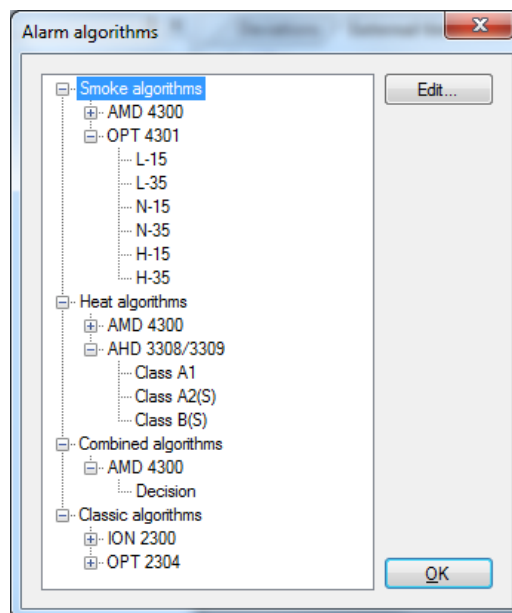 Alarm algorithms
Smoke algorithms
Edit...
AMD 4300
OPT 4301
L-15
L-35
N-15
N-35
H-15
H-35
Heat algorithms
AMD 4300
AHD 3308/3309
Class A1
Class A2(S)
Class B(S)
Combined algorithms
AMD 4300
Decision
Classic algorithms
ION 2300
OPT 2304
OK